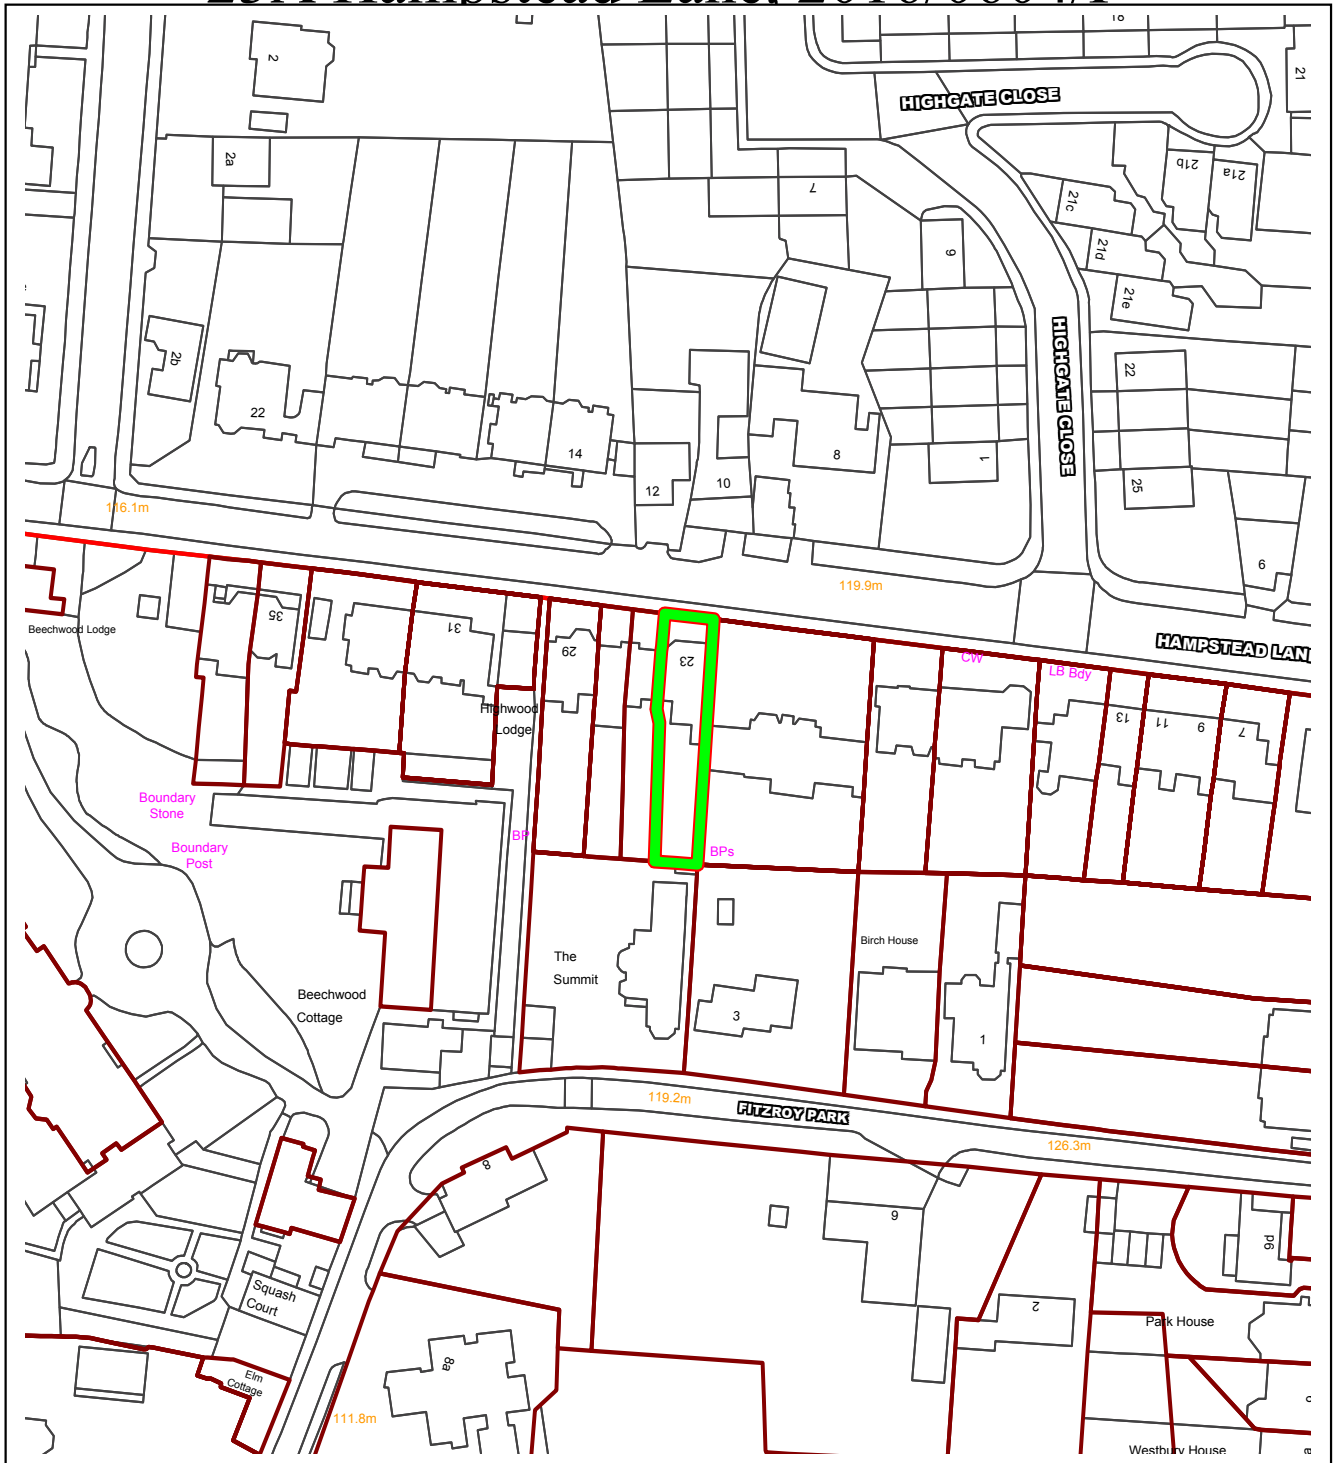 18
21
HIGHGATE CLOSE
2
2a
7
21b
21a
21c
9
21d
21e
HIGHGATE CLOSE
2b
22
22
14
8
1
12
10
25
116.1m
6
119.9m
35
31
Beechwood Lodge
HAMPSTEAD LAN
29
23
CW
LB Bdy
Highwood
Lodge
13
11
9
7
Boundary
Stone
BP
Boundary
Post
BPs
Birch House
The
Summit
Beechwood
Cottage
3
1
119.2m
FITZROY PARK
126.3m
8
6
9d
Squash
Court
2
Park House
8a
Elm
Cottage
111.8m
Westbury House